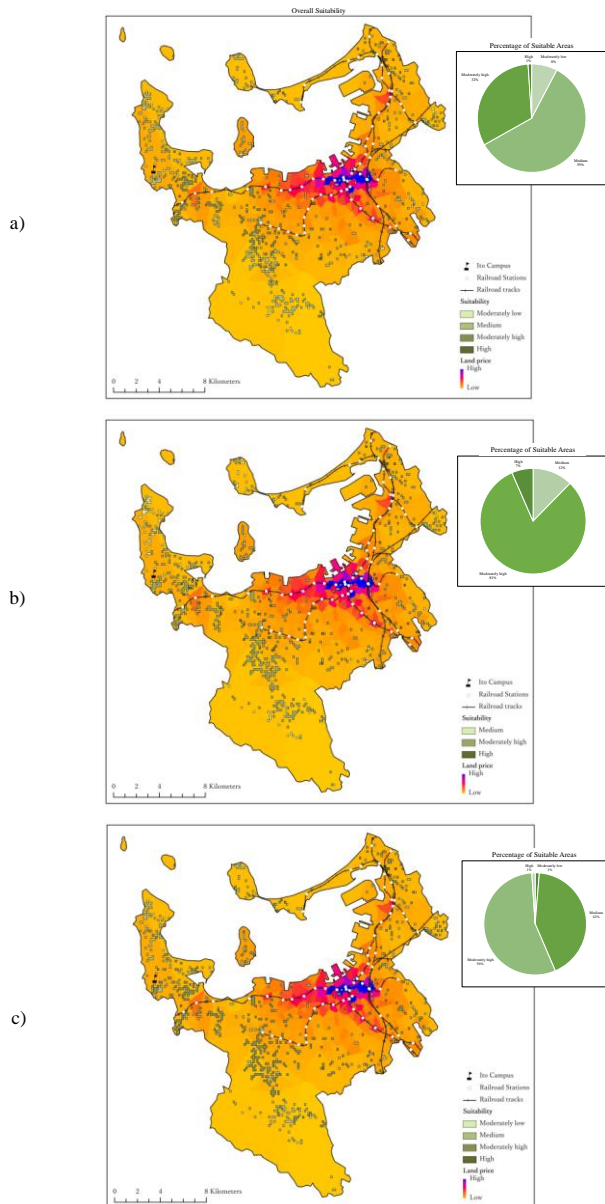 Overall Suitability
a)
Percentage of Suitable Areas
High
1%
Moderately low
8%
Moderately high
32%
Medium
59%
Ito Campus
Railroad Stations
Railroad tracks
Suitability
Moderately low
Medium
Moderately high
High
Land price
High
Low
0 2 4 8 Kilometers
b)
Percentage of Suitable Areas
High
7%
Medium
12%
Moderately high
81%
Ito Campus
Railroad Stations
Railroad tracks
Suitability
Medium
Moderately high
High
Land price
High
Low
0 2 4 8 Kilometers
c)
Percentage of Suitable Areas
High
1%
Moderately low
1%
Medium
Moderately high
Ito Campus
Railroad Stations
Railroad tracks
Suitability
Moderately low
Medium
Moderately high
High
Land price
High
Low
0 2 4 8 Kilometers